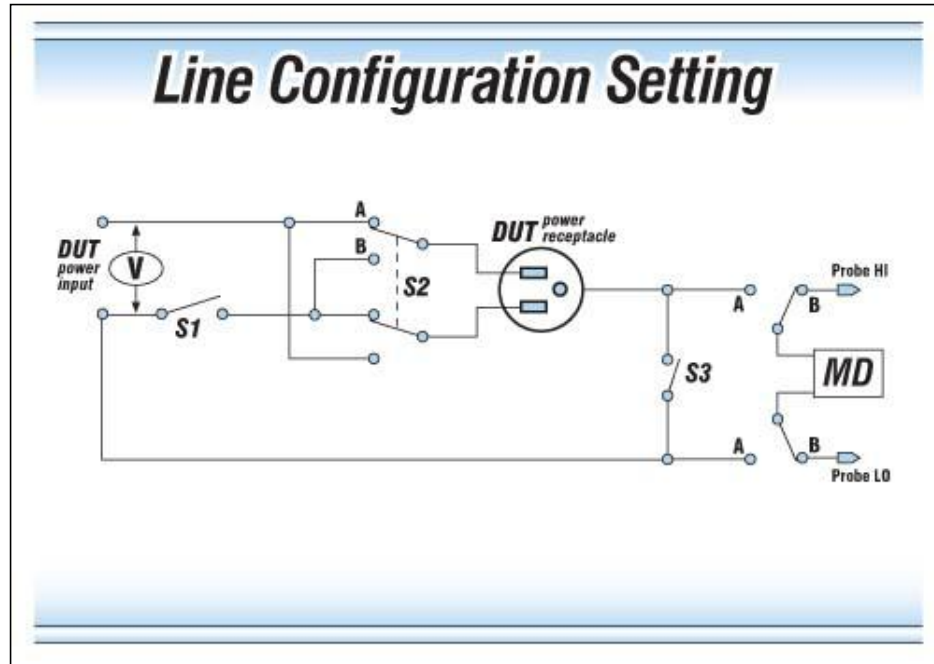 Line Configuration Setting
A
B
DUT
power
input
V
S1
S2
DUT power
receptacle
S3
A
A
B
B
Probe HI
MD
Probe LO